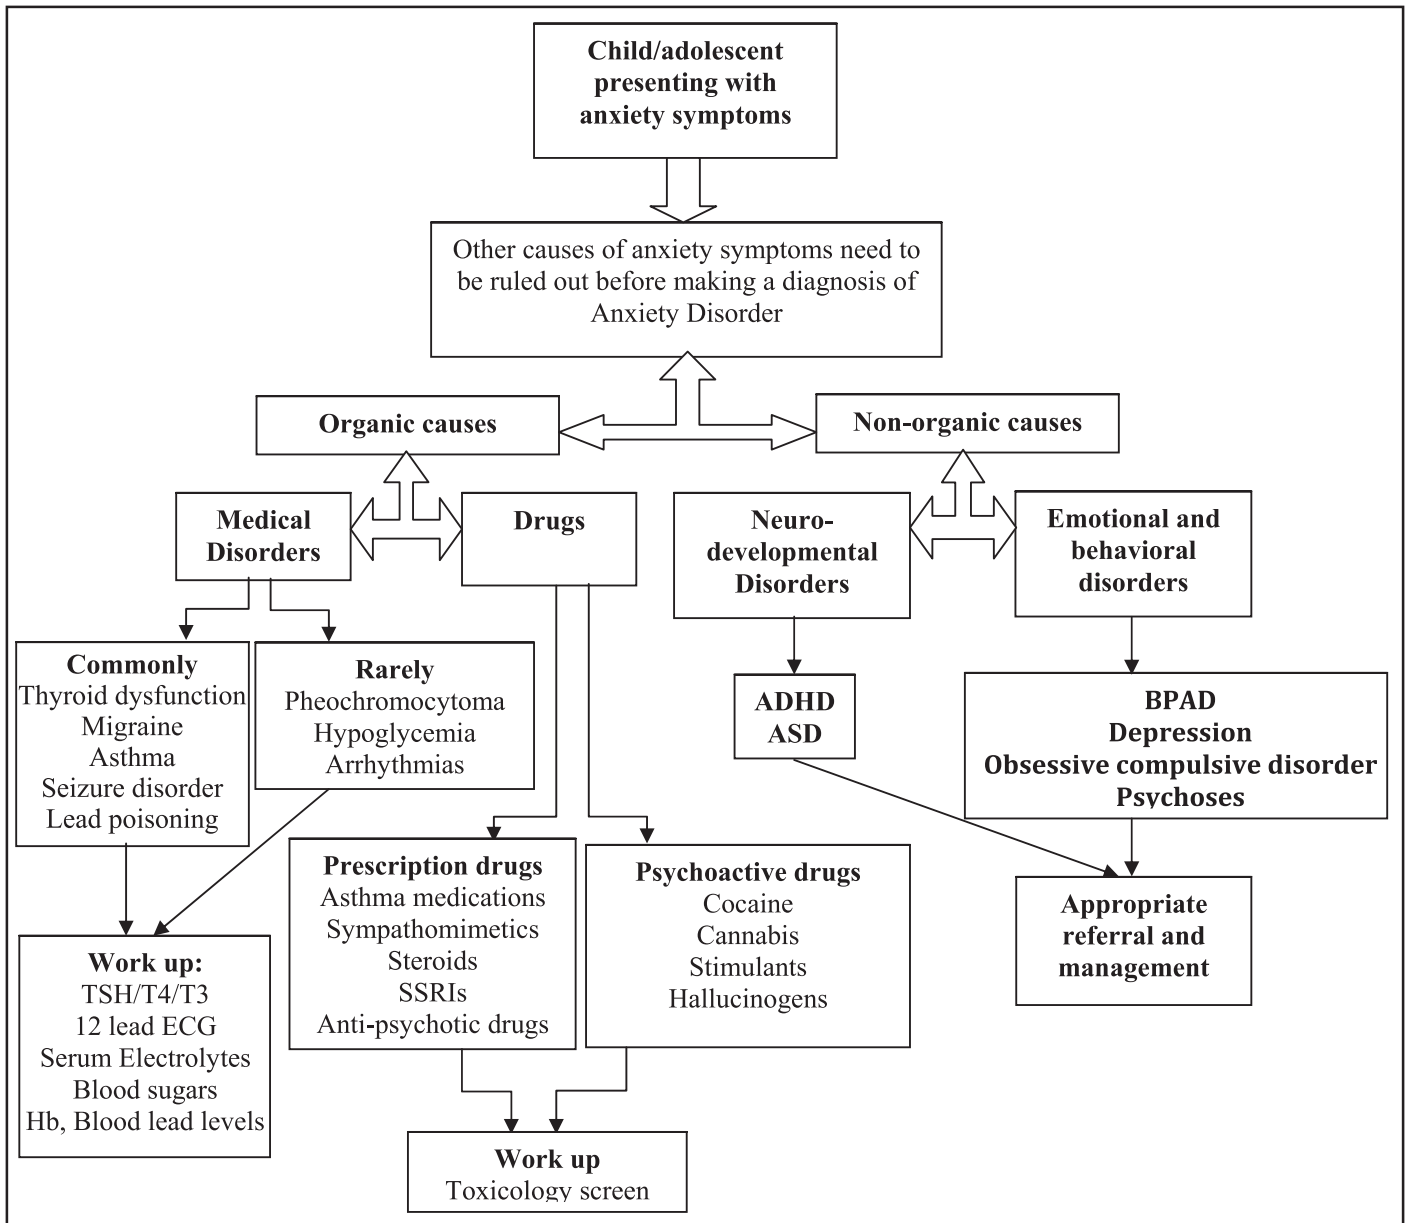 Child/adolescent
presenting with
anxiety symptoms
Other causes of anxiety symptoms need to
be ruled out before making a diagnosis of
Anxiety Disorder
Organic causes
Non-organic causes
Medical
Disorders
Drugs
Neuro-
developmental
Disorders
Emotional and
behavioral
disorders
Commonly
Thyroid dysfunction
Migraine
Asthma
Seizure disorder
Lead poisoning
Rarely
Pheochromocytoma
Hypoglycemia
Arrhythmias
ADHD
ASD
BPAD
Depression
Obsessive compulsive disorder
Psychoses
Prescription drugs
Asthma medications
Sympathomimetics
Steroids
SSRIs
Anti-psychotic drugs
Psychoactive drugs
Cocaine
Cannabis
Stimulants
Hallucinogens
Appropriate
referral and
management
Work up:
TSH/T4/T3
12 lead ECG
Serum Electrolytes
Blood sugars
Hb, Blood lead levels
Work up
Toxicology screen